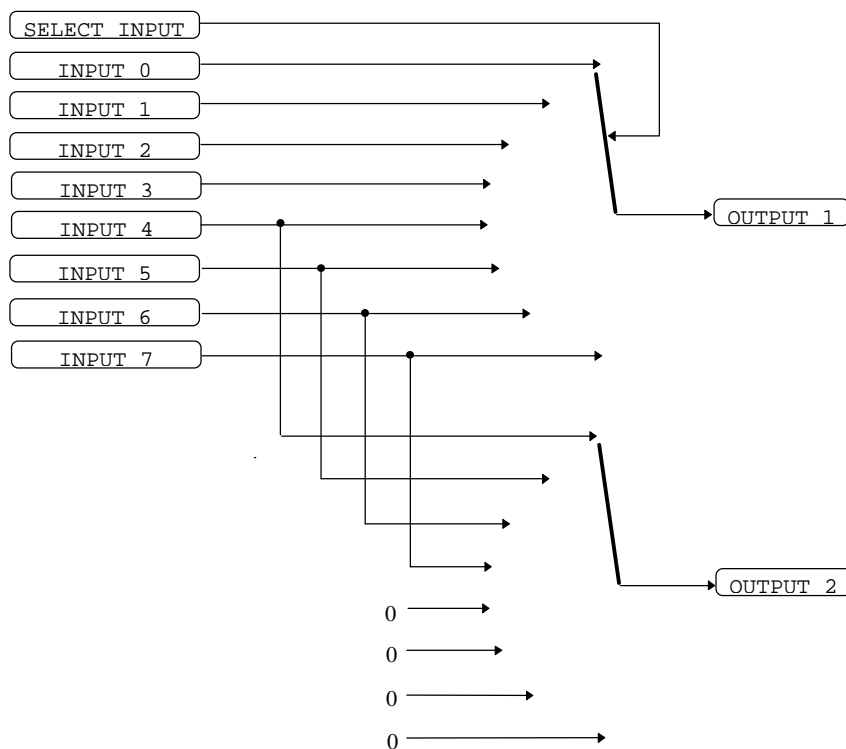 SELECT INPUT
INPUT 0
INPUT 1
INPUT 2
INPUT 3
INPUT 4
INPUT 5
INPUT 6
INPUT 7
OUTPUT 1
OUTPUT 2
0
0
0
0